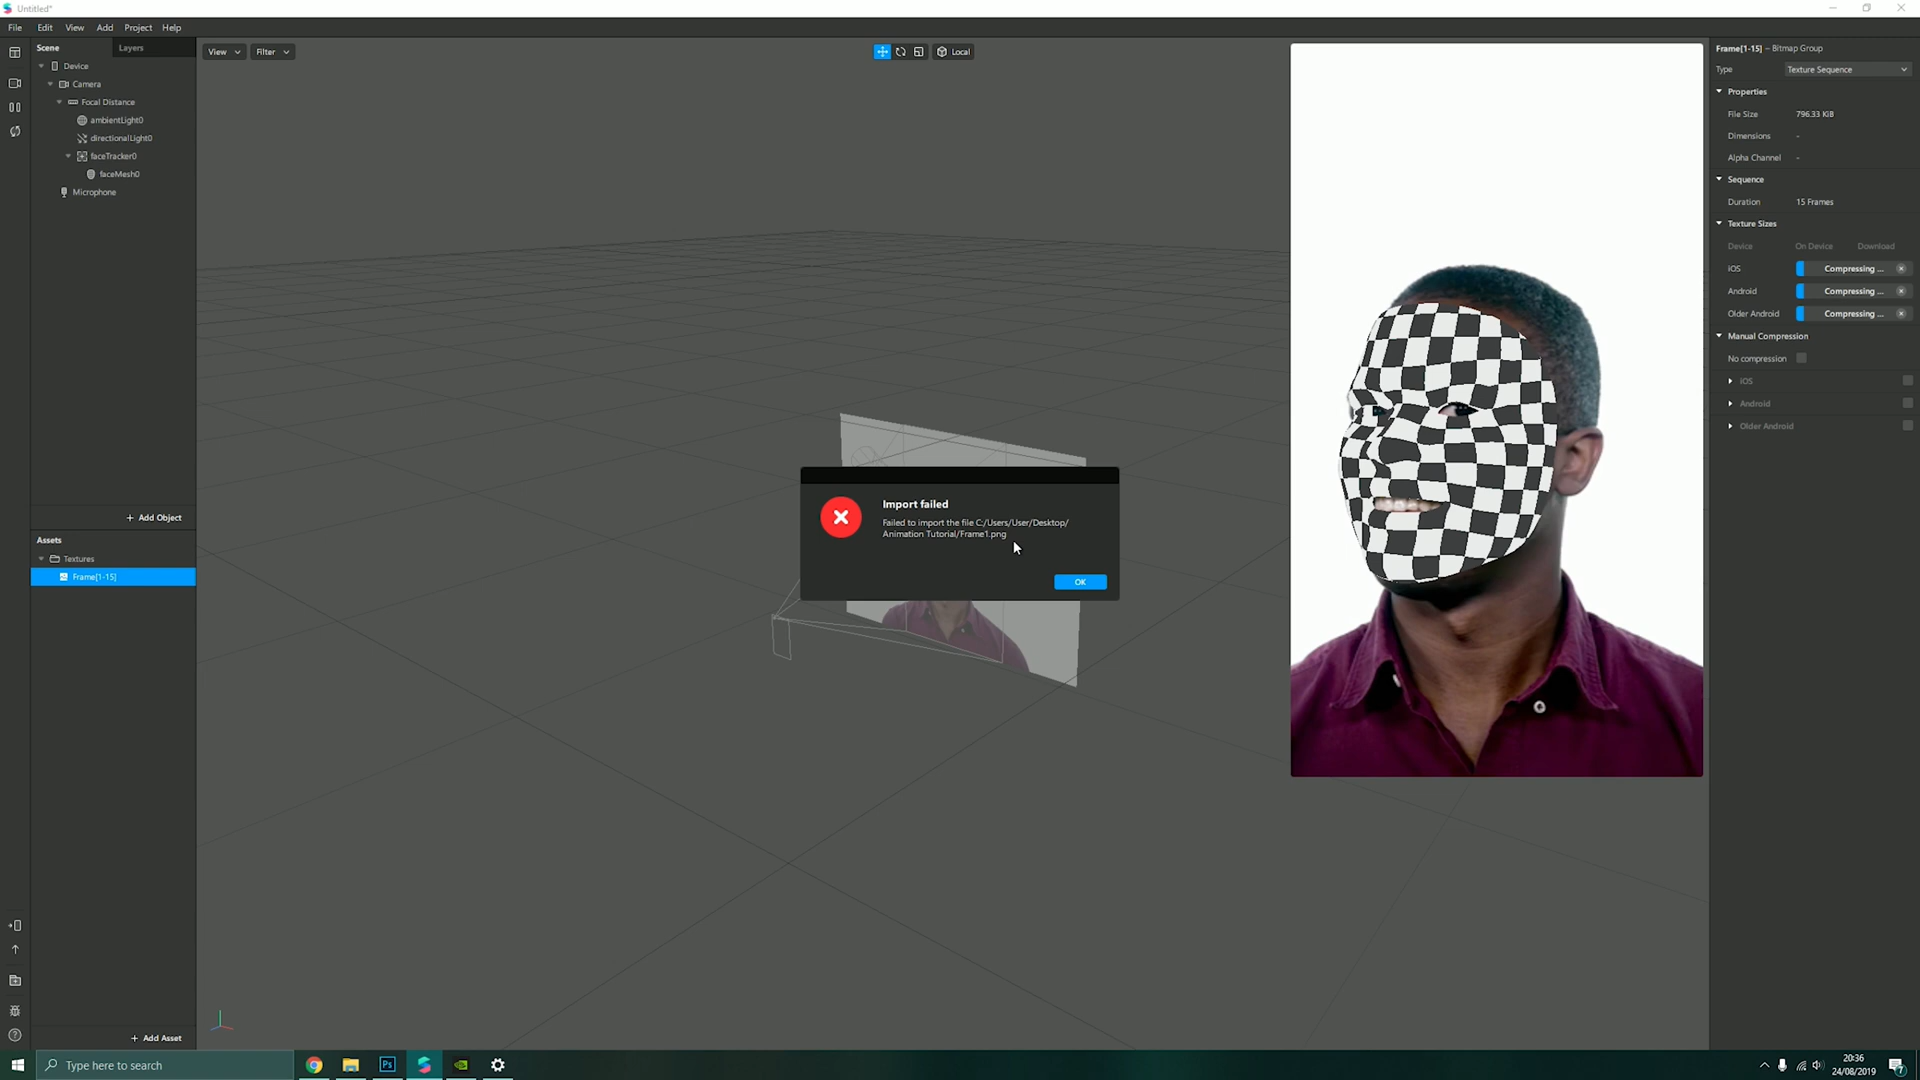 Untitled*
File Edit View Add Project Help
Scene Layers
Device
Camera
Focal Distance
ambientLight0
directionalLight0
faceTracker0
faceMesh0
Microphone
+ Add Object
Assets
Textures
Frame[1-15]
+ Add Asset
View Filter
Local
Import failed
Failed to import the file C:/Users/User/Desktop/
Animation Tutorial/Frame1.png
OK
Frame[1-15] – Bitmap Group
Type Texture Sequence
Properties
File Size 796.33 KiB
Dimensions -
Alpha Channel -
Sequence
Duration 15 Frames
Texture Sizes
Device On Device Download
iOS Compressing ...
Android Compressing ...
Older Android Compressing ...
Manual Compression
No compression
iOS
Android
Older Android
Type here to search
Ps
20:36
24/08/2019
7